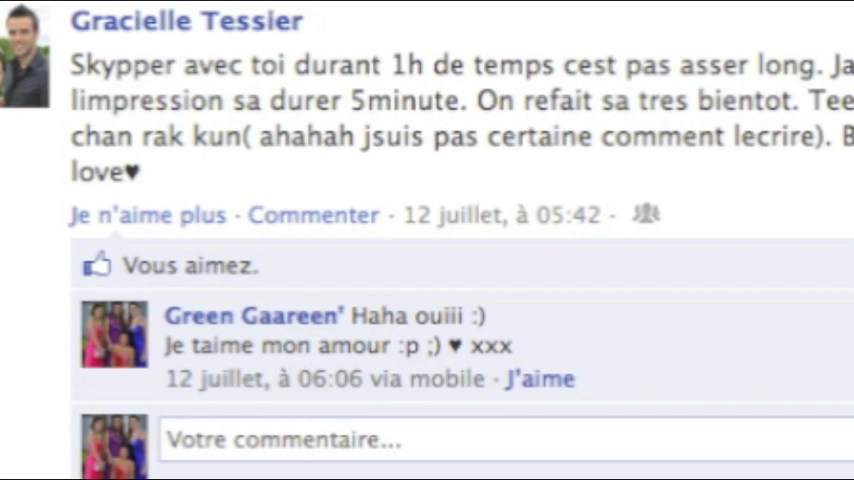 Gracielle Tessier
Skypper avec toi durant 1h de temps cest pas asser long. Ja
limpression sa durer 5minute. On refait sa tres bientot. Tee
chan rak kun( ahahah jsuis pas certaine comment lecrire). B
love♥
Je n'aime plus · Commenter · 12 juillet, à 05:42 ·
Vous aimez.
Green Gaareen' Haha ouiii :)
Je taime mon amour :p ;) ♥ xxx
12 juillet, à 06:06 via mobile · J'aime
Votre commentaire...